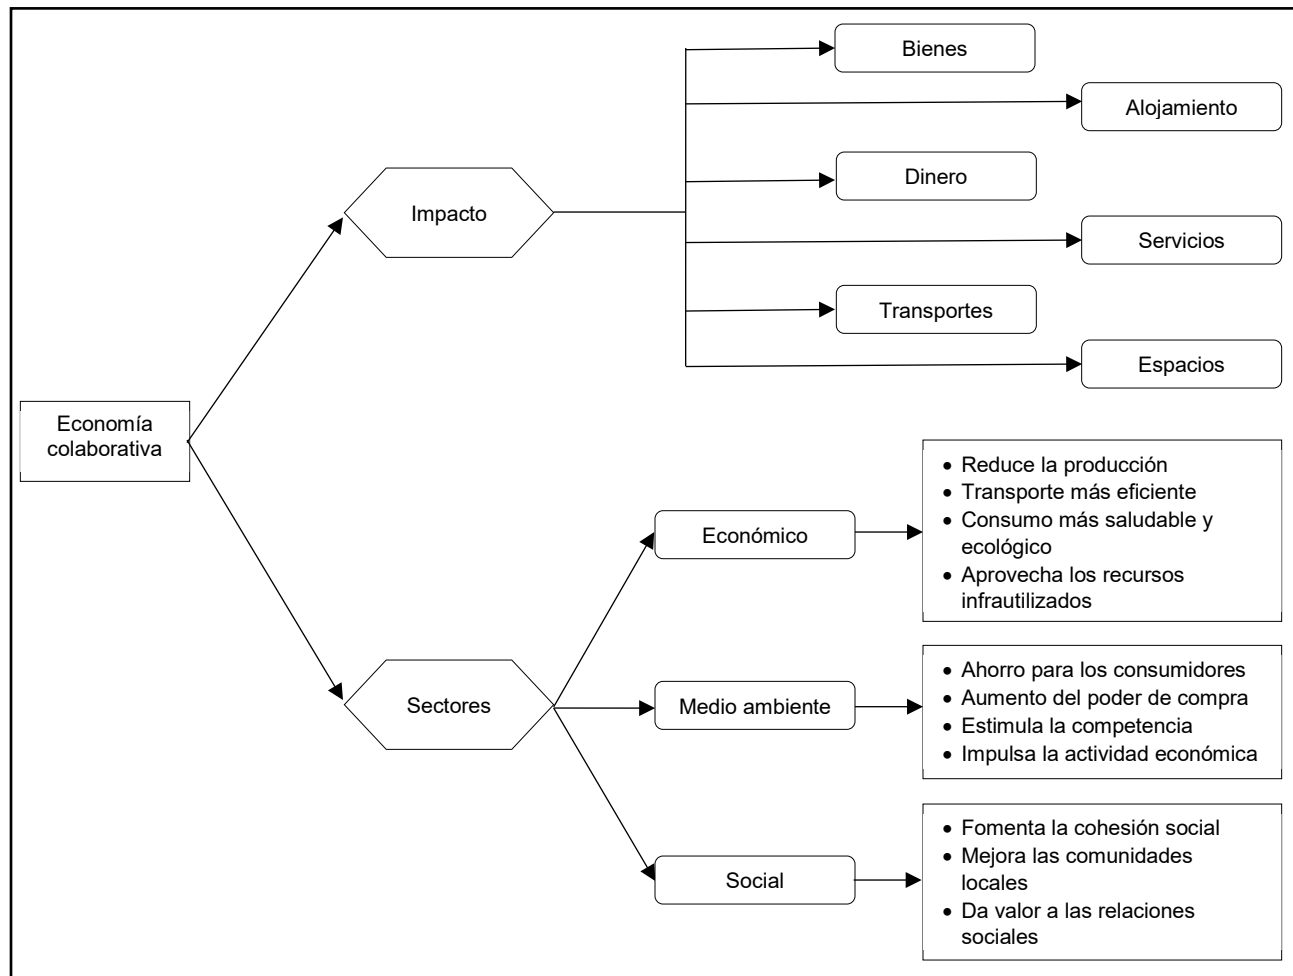 Bienes
Alojamiento
Dinero
Impacto
Servicios
Transportes
Espacios
Economía
colaborativa
• Reduce la producción
• Transporte más eficiente
• Consumo más saludable y
ecológico
• Aprovecha los recursos
infrautilizados
Económico
Sectores
Medio ambiente
• Ahorro para los consumidores
• Aumento del poder de compra
• Estimula la competencia
• Impulsa la actividad económica
Social
• Fomenta la cohesión social
• Mejora las comunidades
locales
• Da valor a las relaciones
sociales